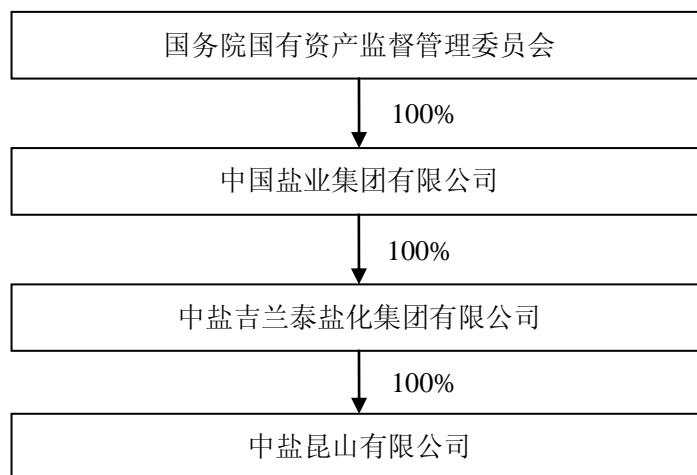 国务院国有资产监督管理委员会
100%
中国盐业集团有限公司
100%
中盐吉兰泰盐化集团有限公司
100%
中盐昆山有限公司